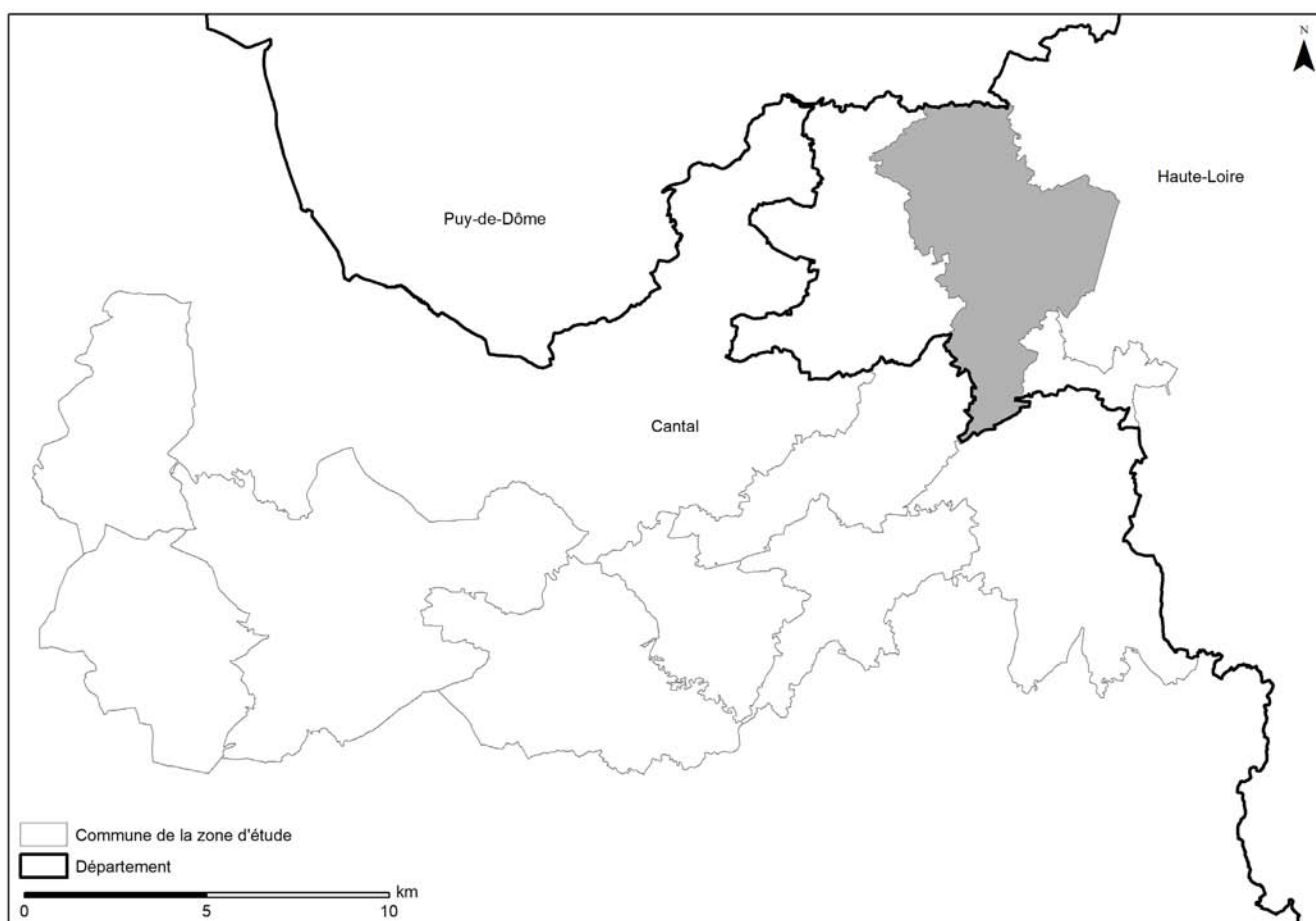 N
Haute-Loire
Puy-de-Dôme
Cantal
Commune de la zone d'étude
Département
km
0 5 10